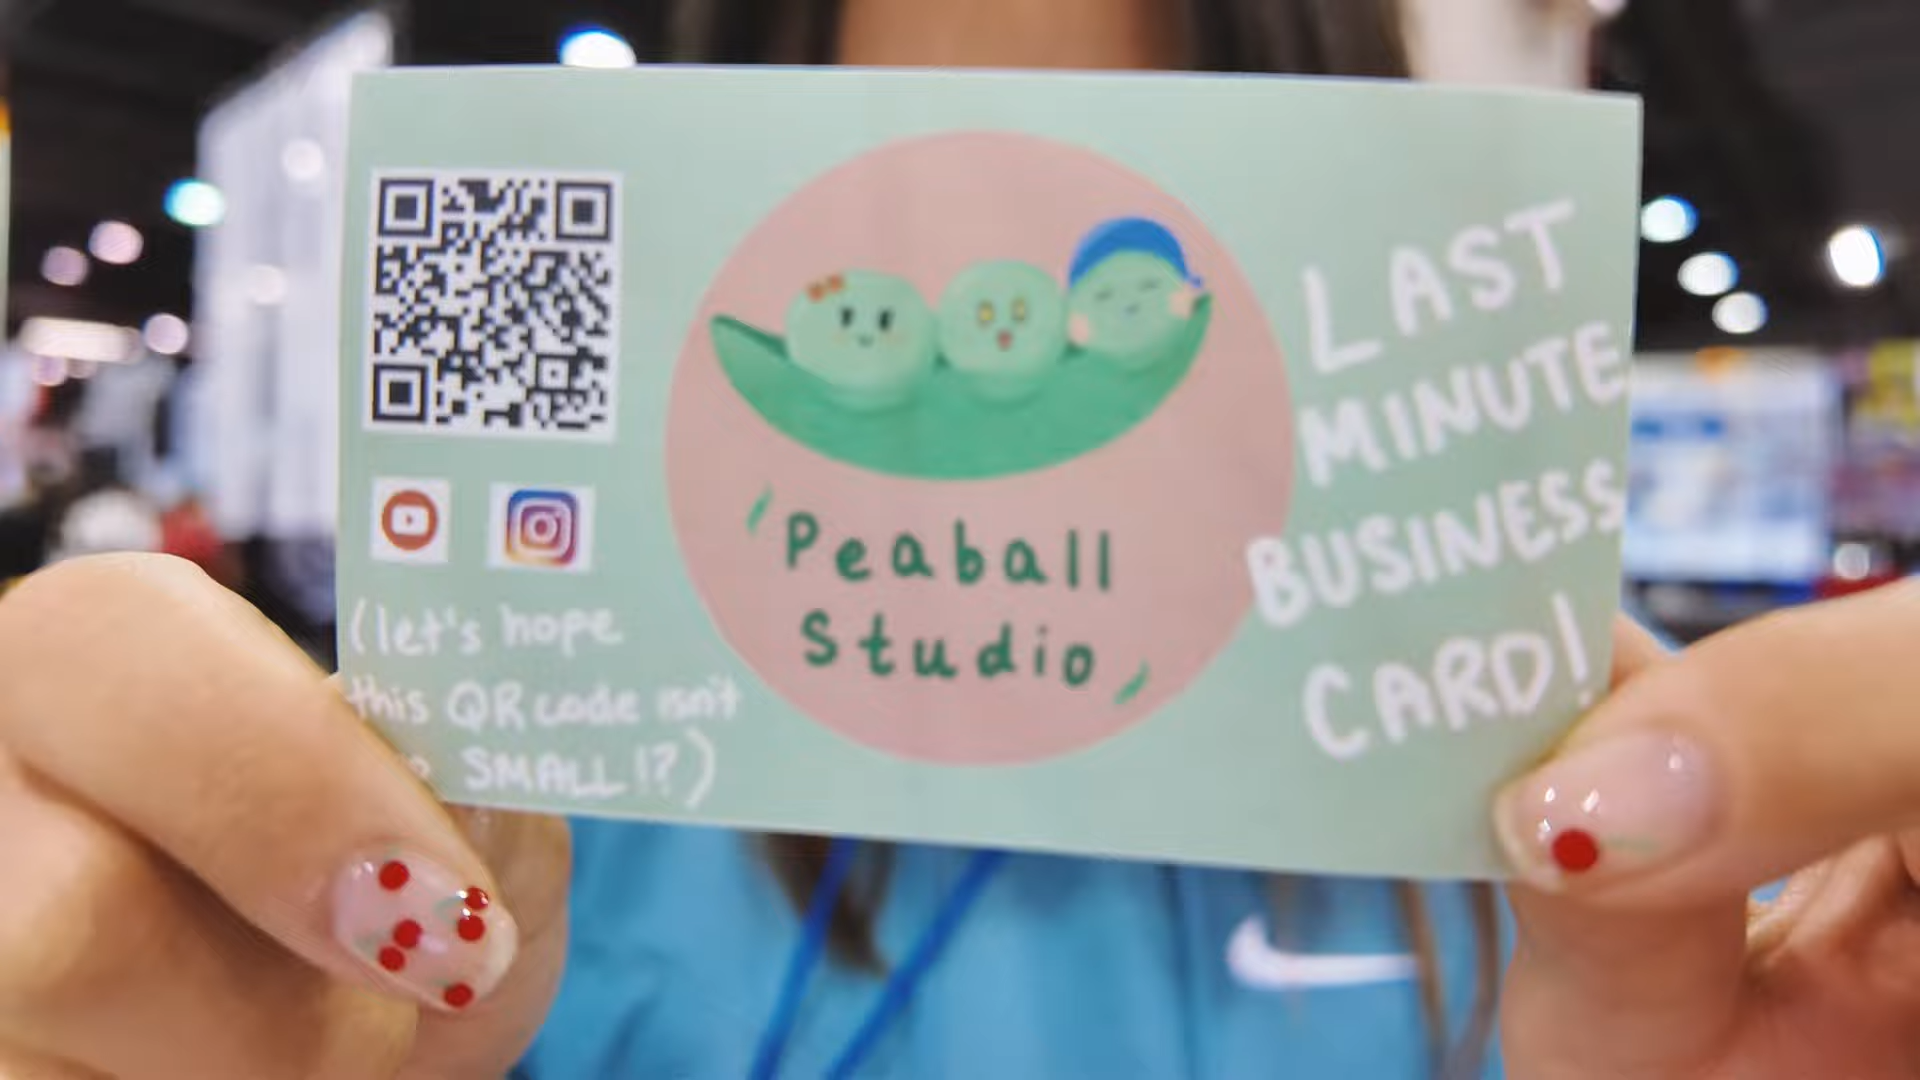 (let's hope
this QR code isn't
SMALL!?)
Peaball
Studio
LAST
MINUTE
BUSINESS
CARD!